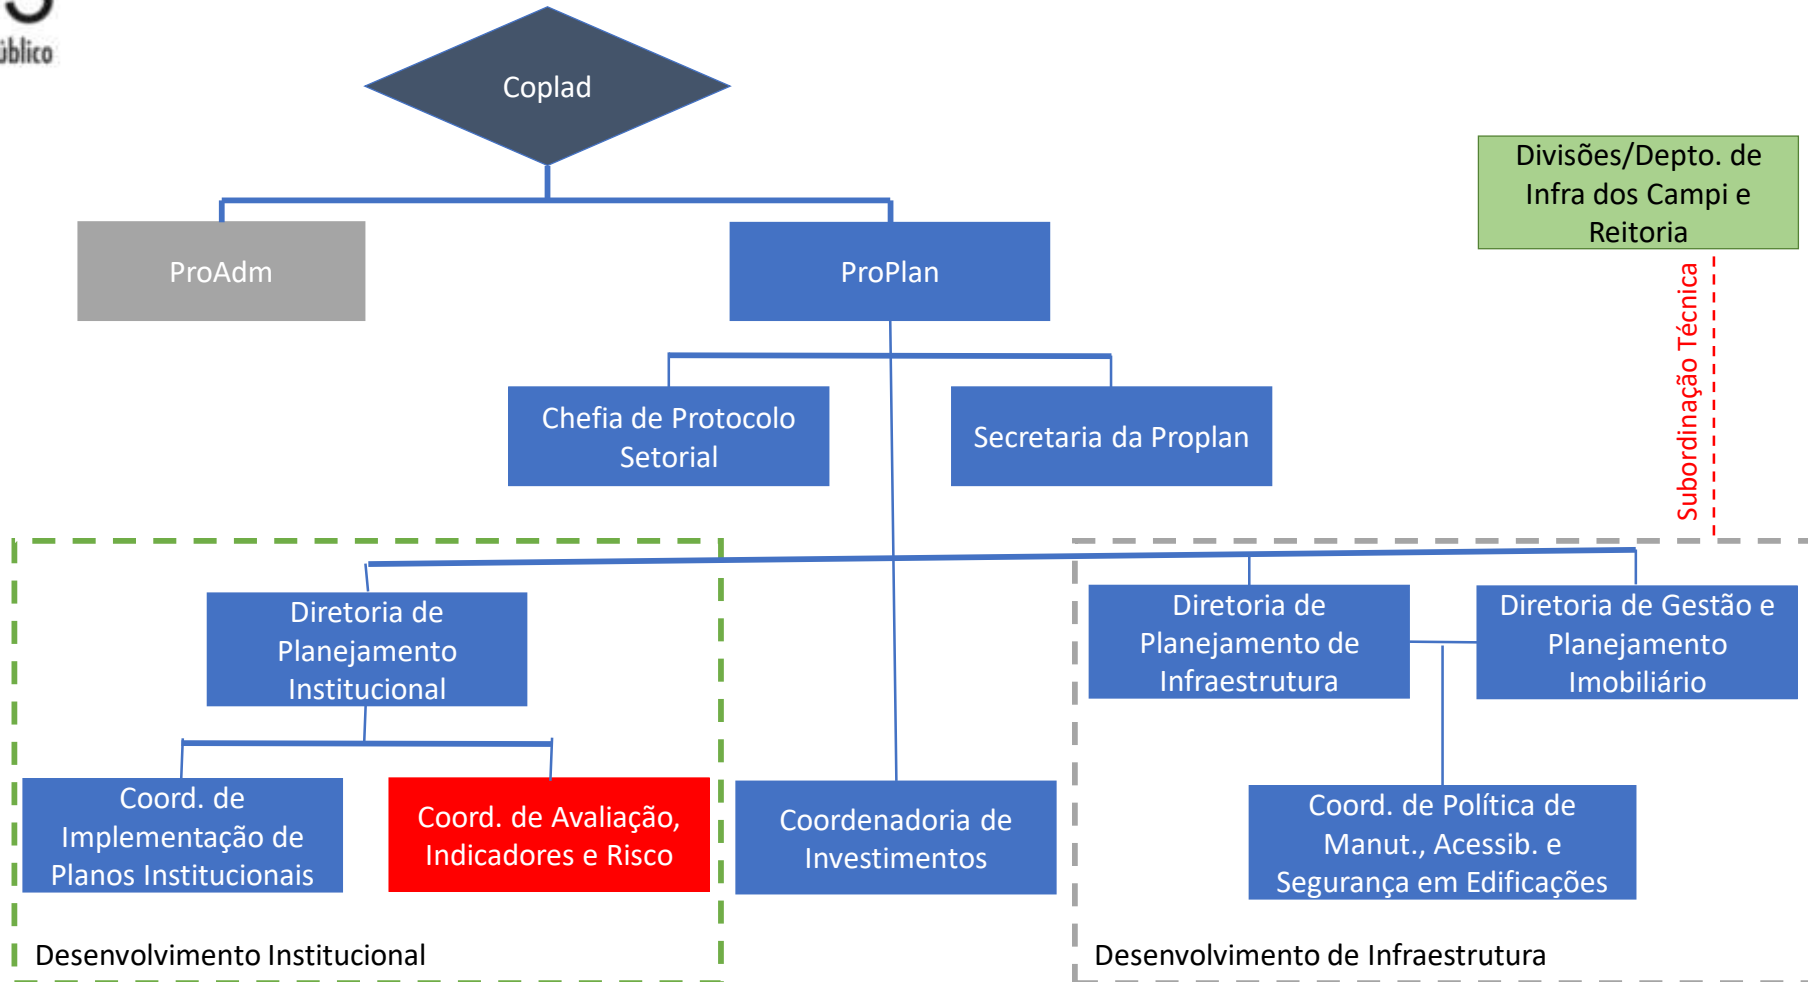 úblico
Coplad
Divisões/Depto. de
Infra dos Campi e
Reitoria
ProAdm
ProPlan
Subordinação Técnica
Chefia de Protocolo
Setorial
Secretaria da Proplan
Diretoria de
Planejamento
Institucional
Diretoria de
Planejamento de
Infraestrutura
Diretoria de Gestão e
Planejamento
Imobiliário
Coord. de
Implementação de
Planos Institucionais
Coord. de Avaliação,
Indicadores e Risco
Coordenadoria de
Investimentos
Coord. de Política de
Manut., Acessib. e
Segurança em Edificações
Desenvolvimento Institucional
Desenvolvimento de Infraestrutura